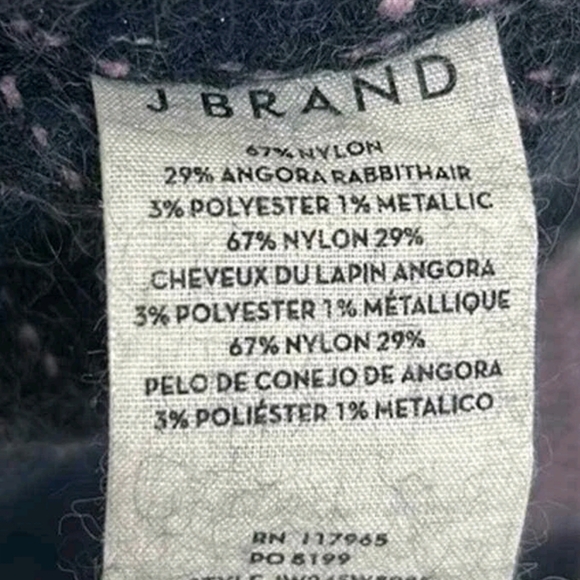 J BRAND
67% NYLON
29% ANGORA RABBITHAIR
3% POLYESTER 1% METALLIC
67% NYLON 29%
CHEVEUX DU LAPIN ANGORA
3% POLYESTER 1% MÉTALLIQUE
67% NYLON 29%
PELO DE CONEJO DE ANGORA
3% POLIÉSTER 1% METALICO
RN 117965
PO 6199